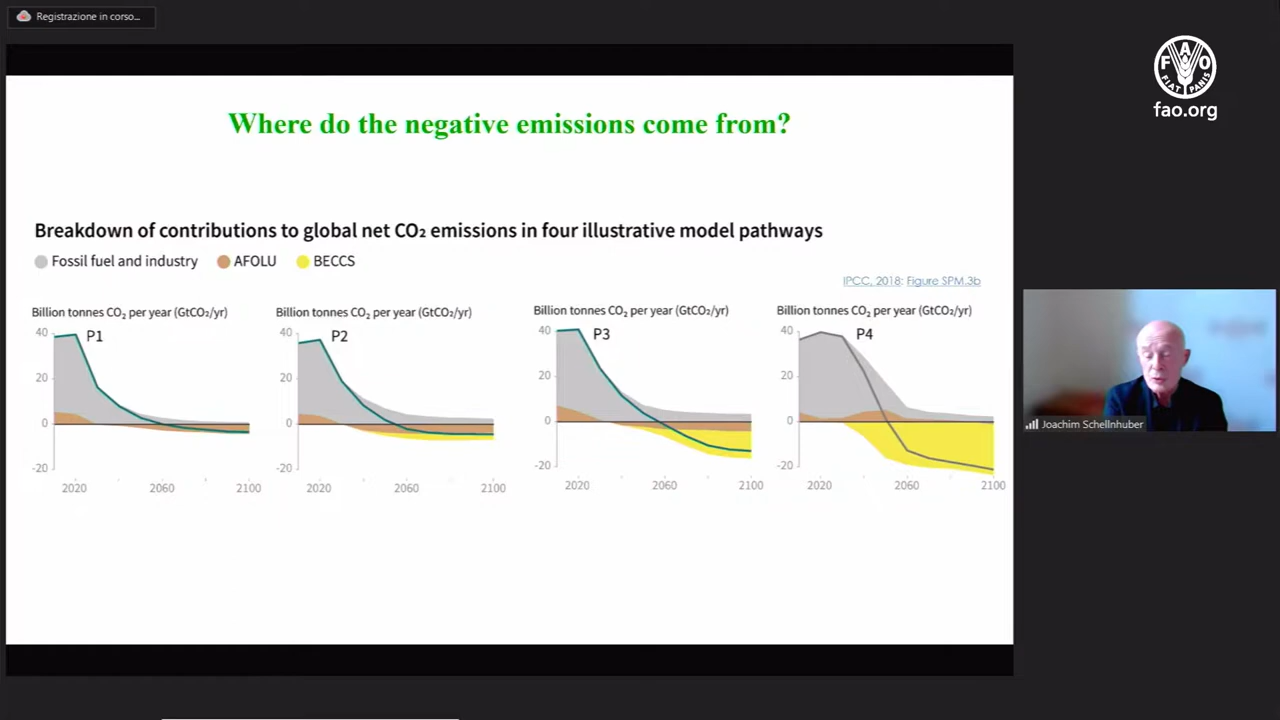 Registrazione in corso...
FAO
FIAT PANIS
fao.org
Where do the negative emissions come from?
Breakdown of contributions to global net CO₂ emissions in four illustrative model pathways
Fossil fuel and industry AFOLU BECCS
IPCC, 2018: Figure SPM.3b
Billion tonnes CO₂ per year (GtCO₂/yr)
40
P1
20
0
-20
2020 2060 2100
Billion tonnes CO₂ per year (GtCO₂/yr)
40
P2
20
0
-20
2020 2060 2100
Billion tonnes CO₂ per year (GtCO₂/yr)
40
P3
20
0
-20
2020 2060 2100
Billion tonnes CO₂ per year (GtCO₂/yr)
40
P4
20
0
-20
2020 2060 2100
Joachim Schellnhuber